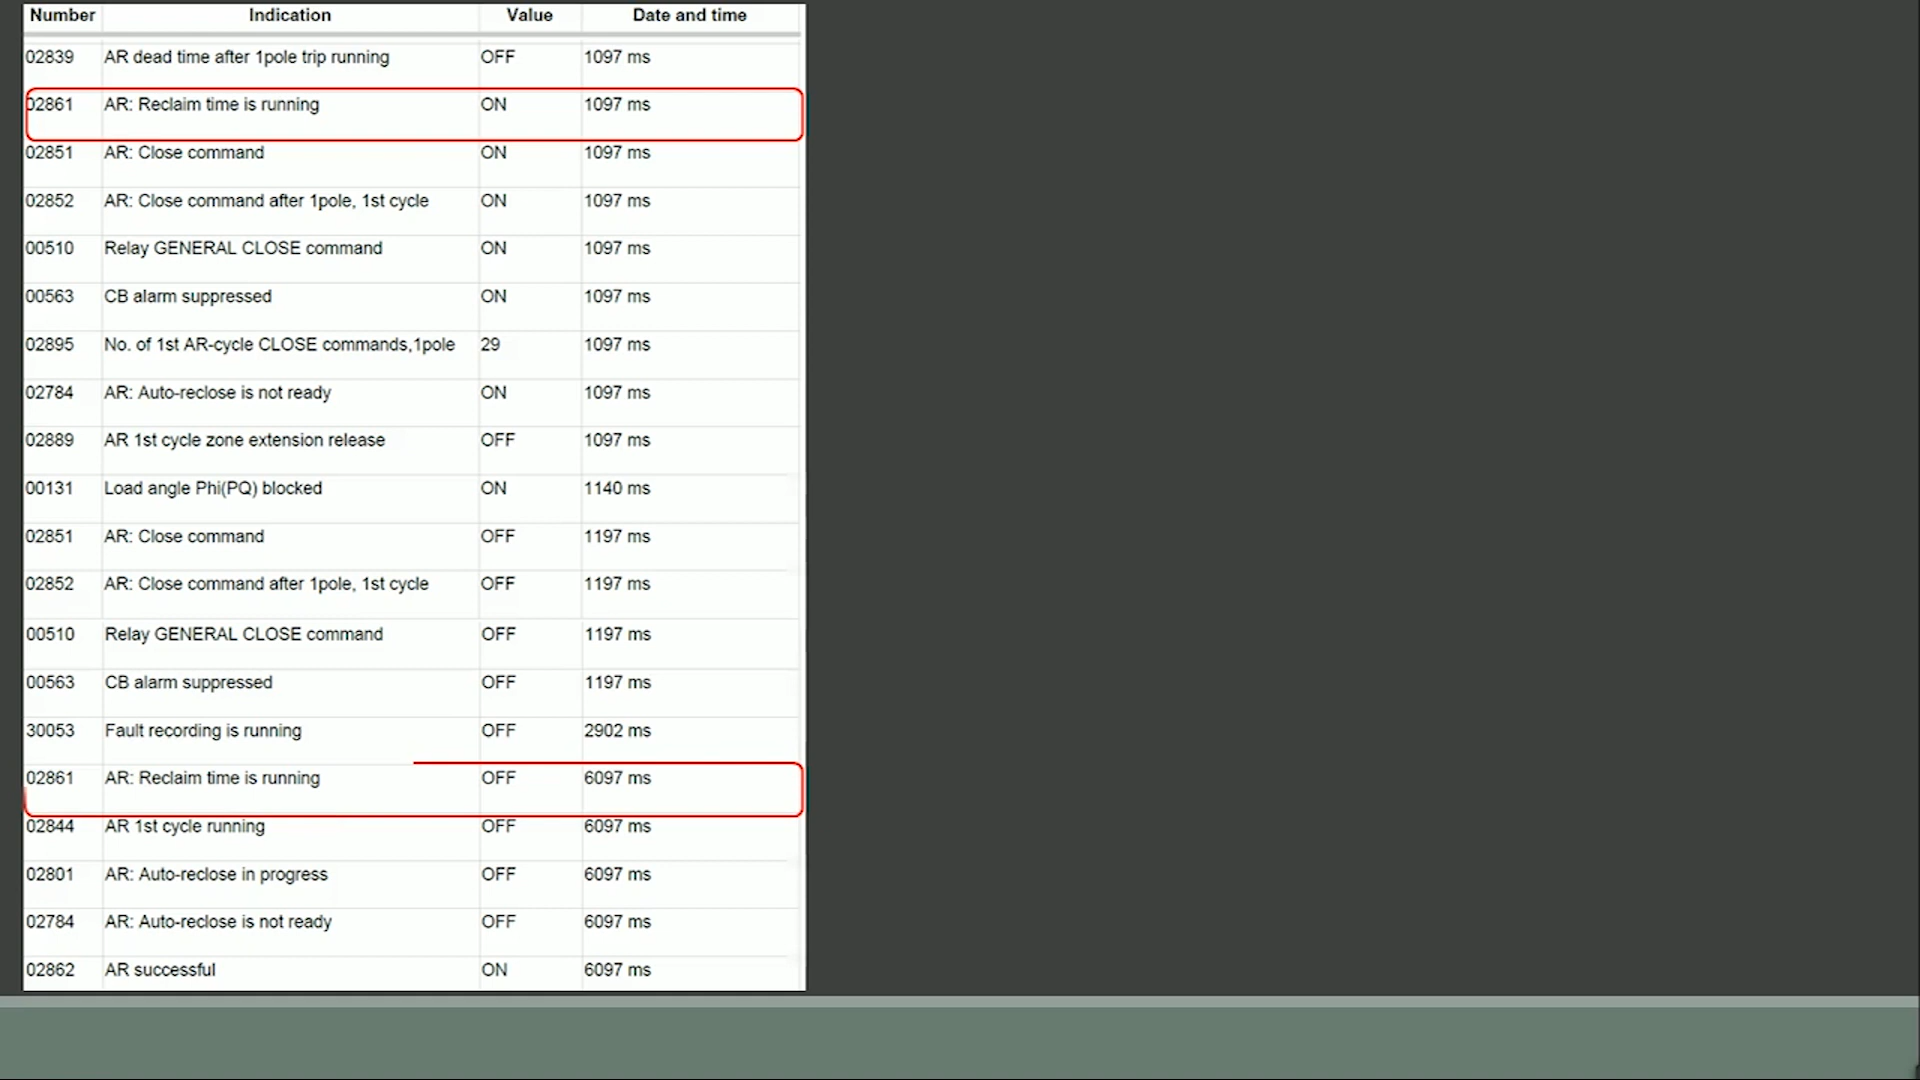 Number Indication Value Date and time
02839 AR dead time after 1pole trip running OFF 1097 ms
02861 AR: Reclaim time is running ON 1097 ms
02851 AR: Close command ON 1097 ms
02852 AR: Close command after 1pole, 1st cycle ON 1097 ms
00510 Relay GENERAL CLOSE command ON 1097 ms
00563 CB alarm suppressed ON 1097 ms
02895 No. of 1st AR-cycle CLOSE commands,1pole 29 1097 ms
02784 AR: Auto-reclose is not ready ON 1097 ms
02889 AR 1st cycle zone extension release OFF 1097 ms
00131 Load angle Phi(PQ) blocked ON 1140 ms
02851 AR: Close command OFF 1197 ms
02852 AR: Close command after 1pole, 1st cycle OFF 1197 ms
00510 Relay GENERAL CLOSE command OFF 1197 ms
00563 CB alarm suppressed OFF 1197 ms
30053 Fault recording is running OFF 2902 ms
02861 AR: Reclaim time is running OFF 6097 ms
02844 AR 1st cycle running OFF 6097 ms
02801 AR: Auto-reclose in progress OFF 6097 ms
02784 AR: Auto-reclose is not ready OFF 6097 ms
02862 AR successful ON 6097 ms